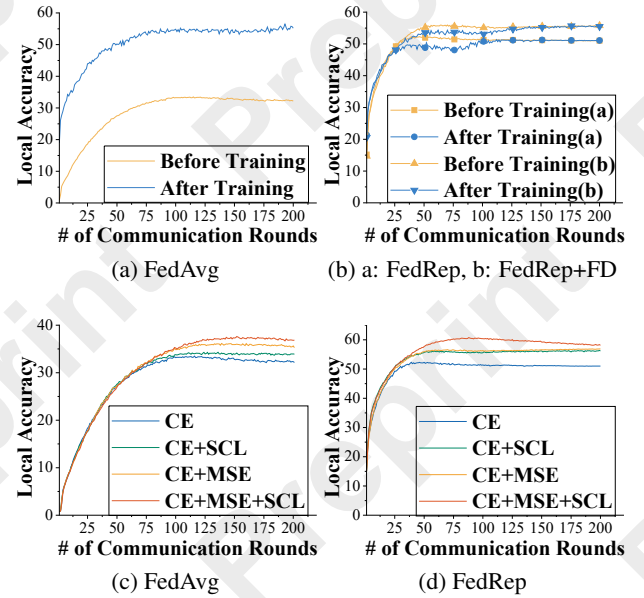 60
50
40
30
20
10
0
Local Accuracy
Before Training
After Training
25 50 75 100 125 150 175 200
# of Communication Rounds
(a) FedAvg
60
50
40
30
20
10
0
Local Accuracy
Before Training(a)
After Training(a)
Before Training(b)
After Training(b)
25 50 75 100 125 150 175 200
# of Communication Rounds
(b) a: FedRep, b: FedRep+FD
40
30
20
10
0
Local Accuracy
CE
CE+SCL
CE+MSE
CE+MSE+SCL
25 50 75 100 125 150 175 200
# of Communication Rounds
(c) FedAvg
60
50
40
30
20
10
0
Local Accuracy
CE
CE+SCL
CE+MSE
CE+MSE+SCL
25 50 75 100 125 150 175 200
# of Communication Rounds
(d) FedRep
Preprint